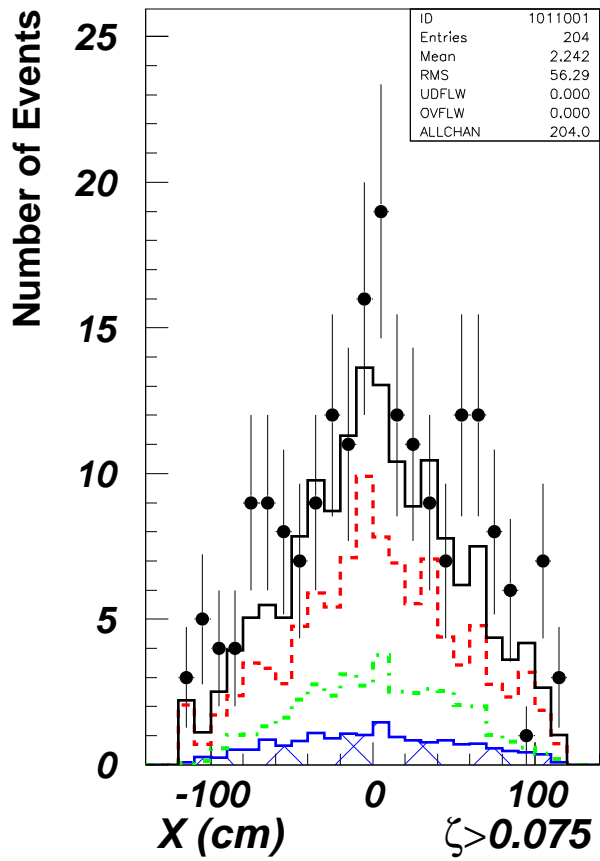 Number of Events
ID 1011001
Entries 204
Mean 2.242
RMS 56.29
UDFLW 0.000
OVFLW 0.000
ALLCHAN 204.0
25
20
15
10
5
0
-100 0 100
X (cm) ζ>0.075